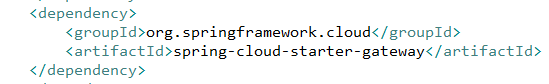 <dependency>
<groupId>org.springframework.cloud</groupId>
<artifactId>spring-cloud-starter-gateway</artifactId>
</dependency>